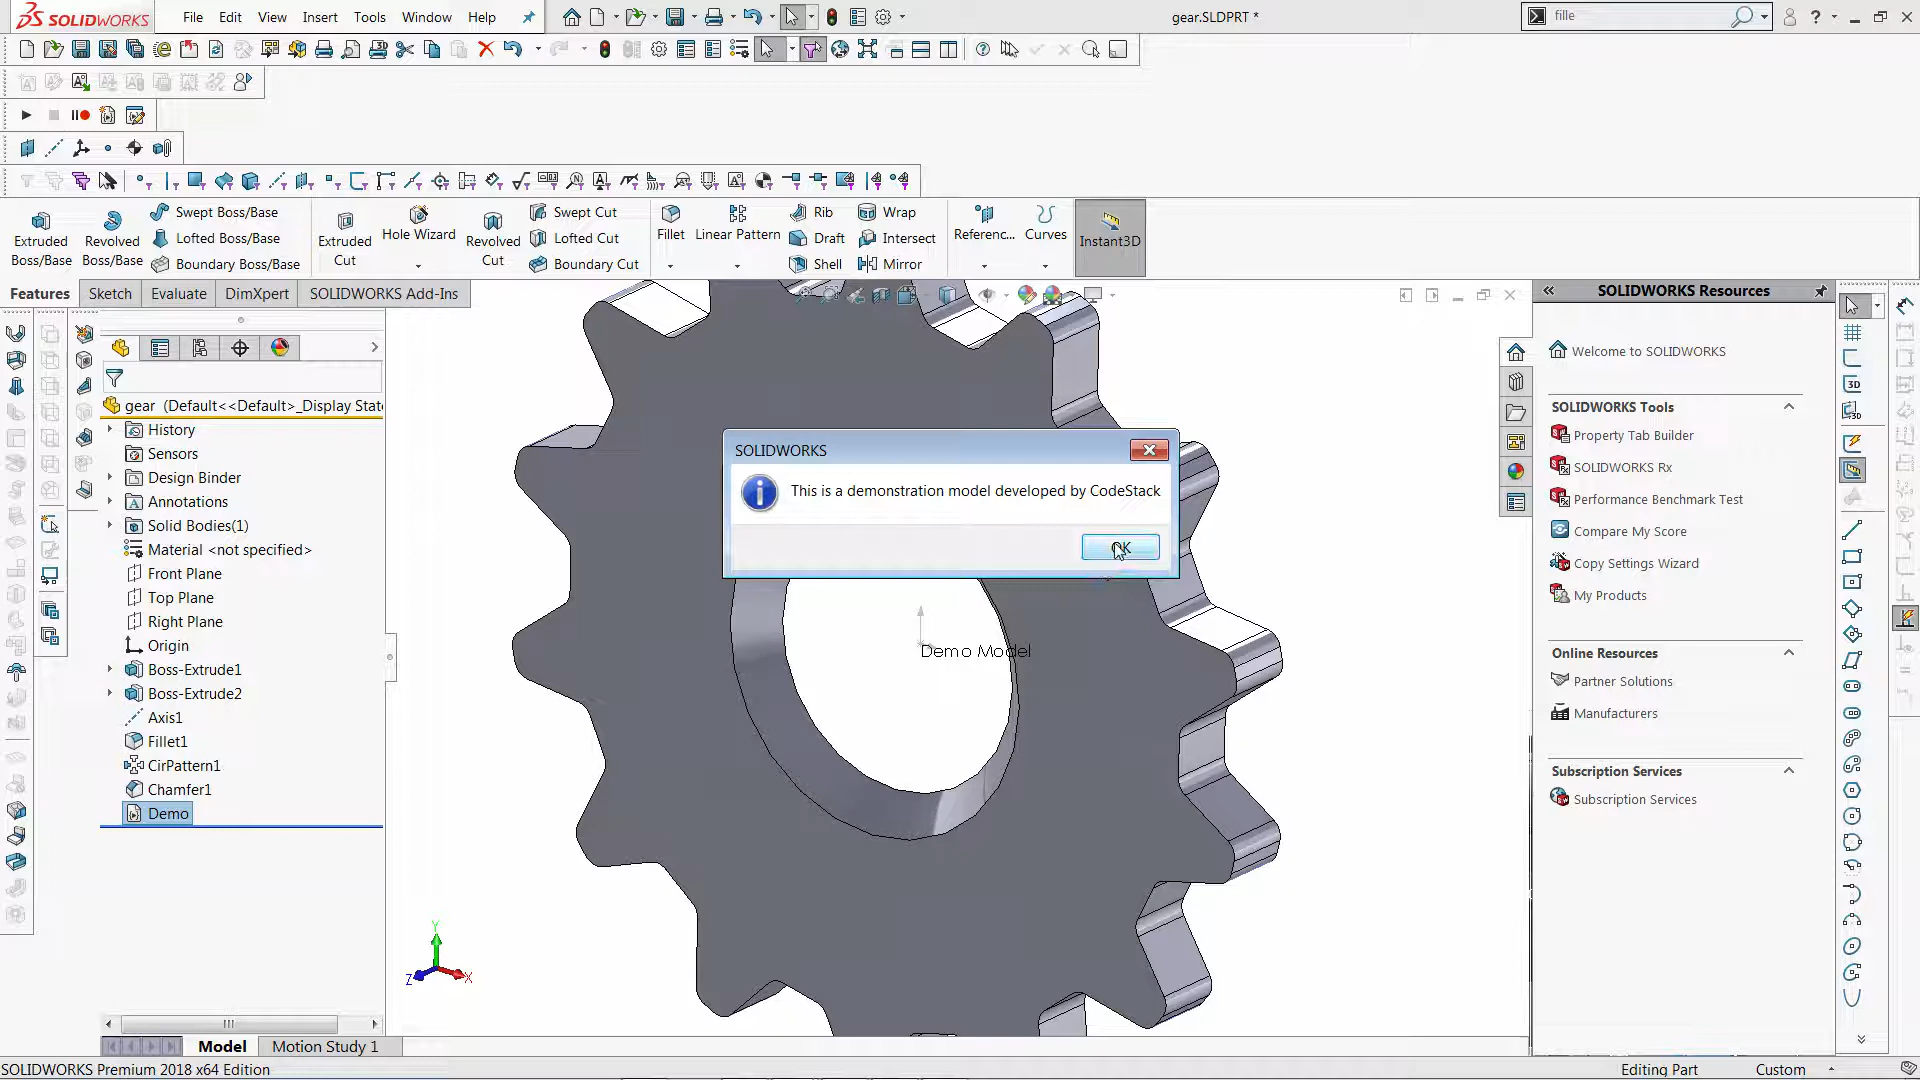 SOLIDWORKS
File Edit View Insert Tools Window Help
gear.SLDPRT *
fille
Extruded Boss/Base
Revolved Boss/Base
Swept Boss/Base
Lofted Boss/Base
Boundary Boss/Base
Extruded Cut
Hole Wizard
Revolved Cut
Swept Cut
Lofted Cut
Boundary Cut
Fillet
Linear Pattern
Rib
Draft
Shell
Wrap
Intersect
Mirror
Referenc...
Curves
Instant3D
Features Sketch Evaluate DimXpert SOLIDWORKS Add-Ins
gear (Default<<Default>_Display State
History
Sensors
Design Binder
Annotations
Solid Bodies(1)
Material <not specified>
Front Plane
Top Plane
Right Plane
Origin
Boss-Extrude1
Boss-Extrude2
Axis1
Fillet1
CirPattern1
Chamfer1
Demo
SOLIDWORKS
This is a demonstration model developed by CodeStack
OK
Demo Model
Y
Z X
SOLIDWORKS Resources
Welcome to SOLIDWORKS
SOLIDWORKS Tools
Property Tab Builder
SOLIDWORKS Rx
Performance Benchmark Test
Compare My Score
Copy Settings Wizard
My Products
Online Resources
Partner Solutions
Manufacturers
Subscription Services
Subscription Services
3D
Model Motion Study 1
SOLIDWORKS Premium 2018 x64 Edition
Editing Part Custom